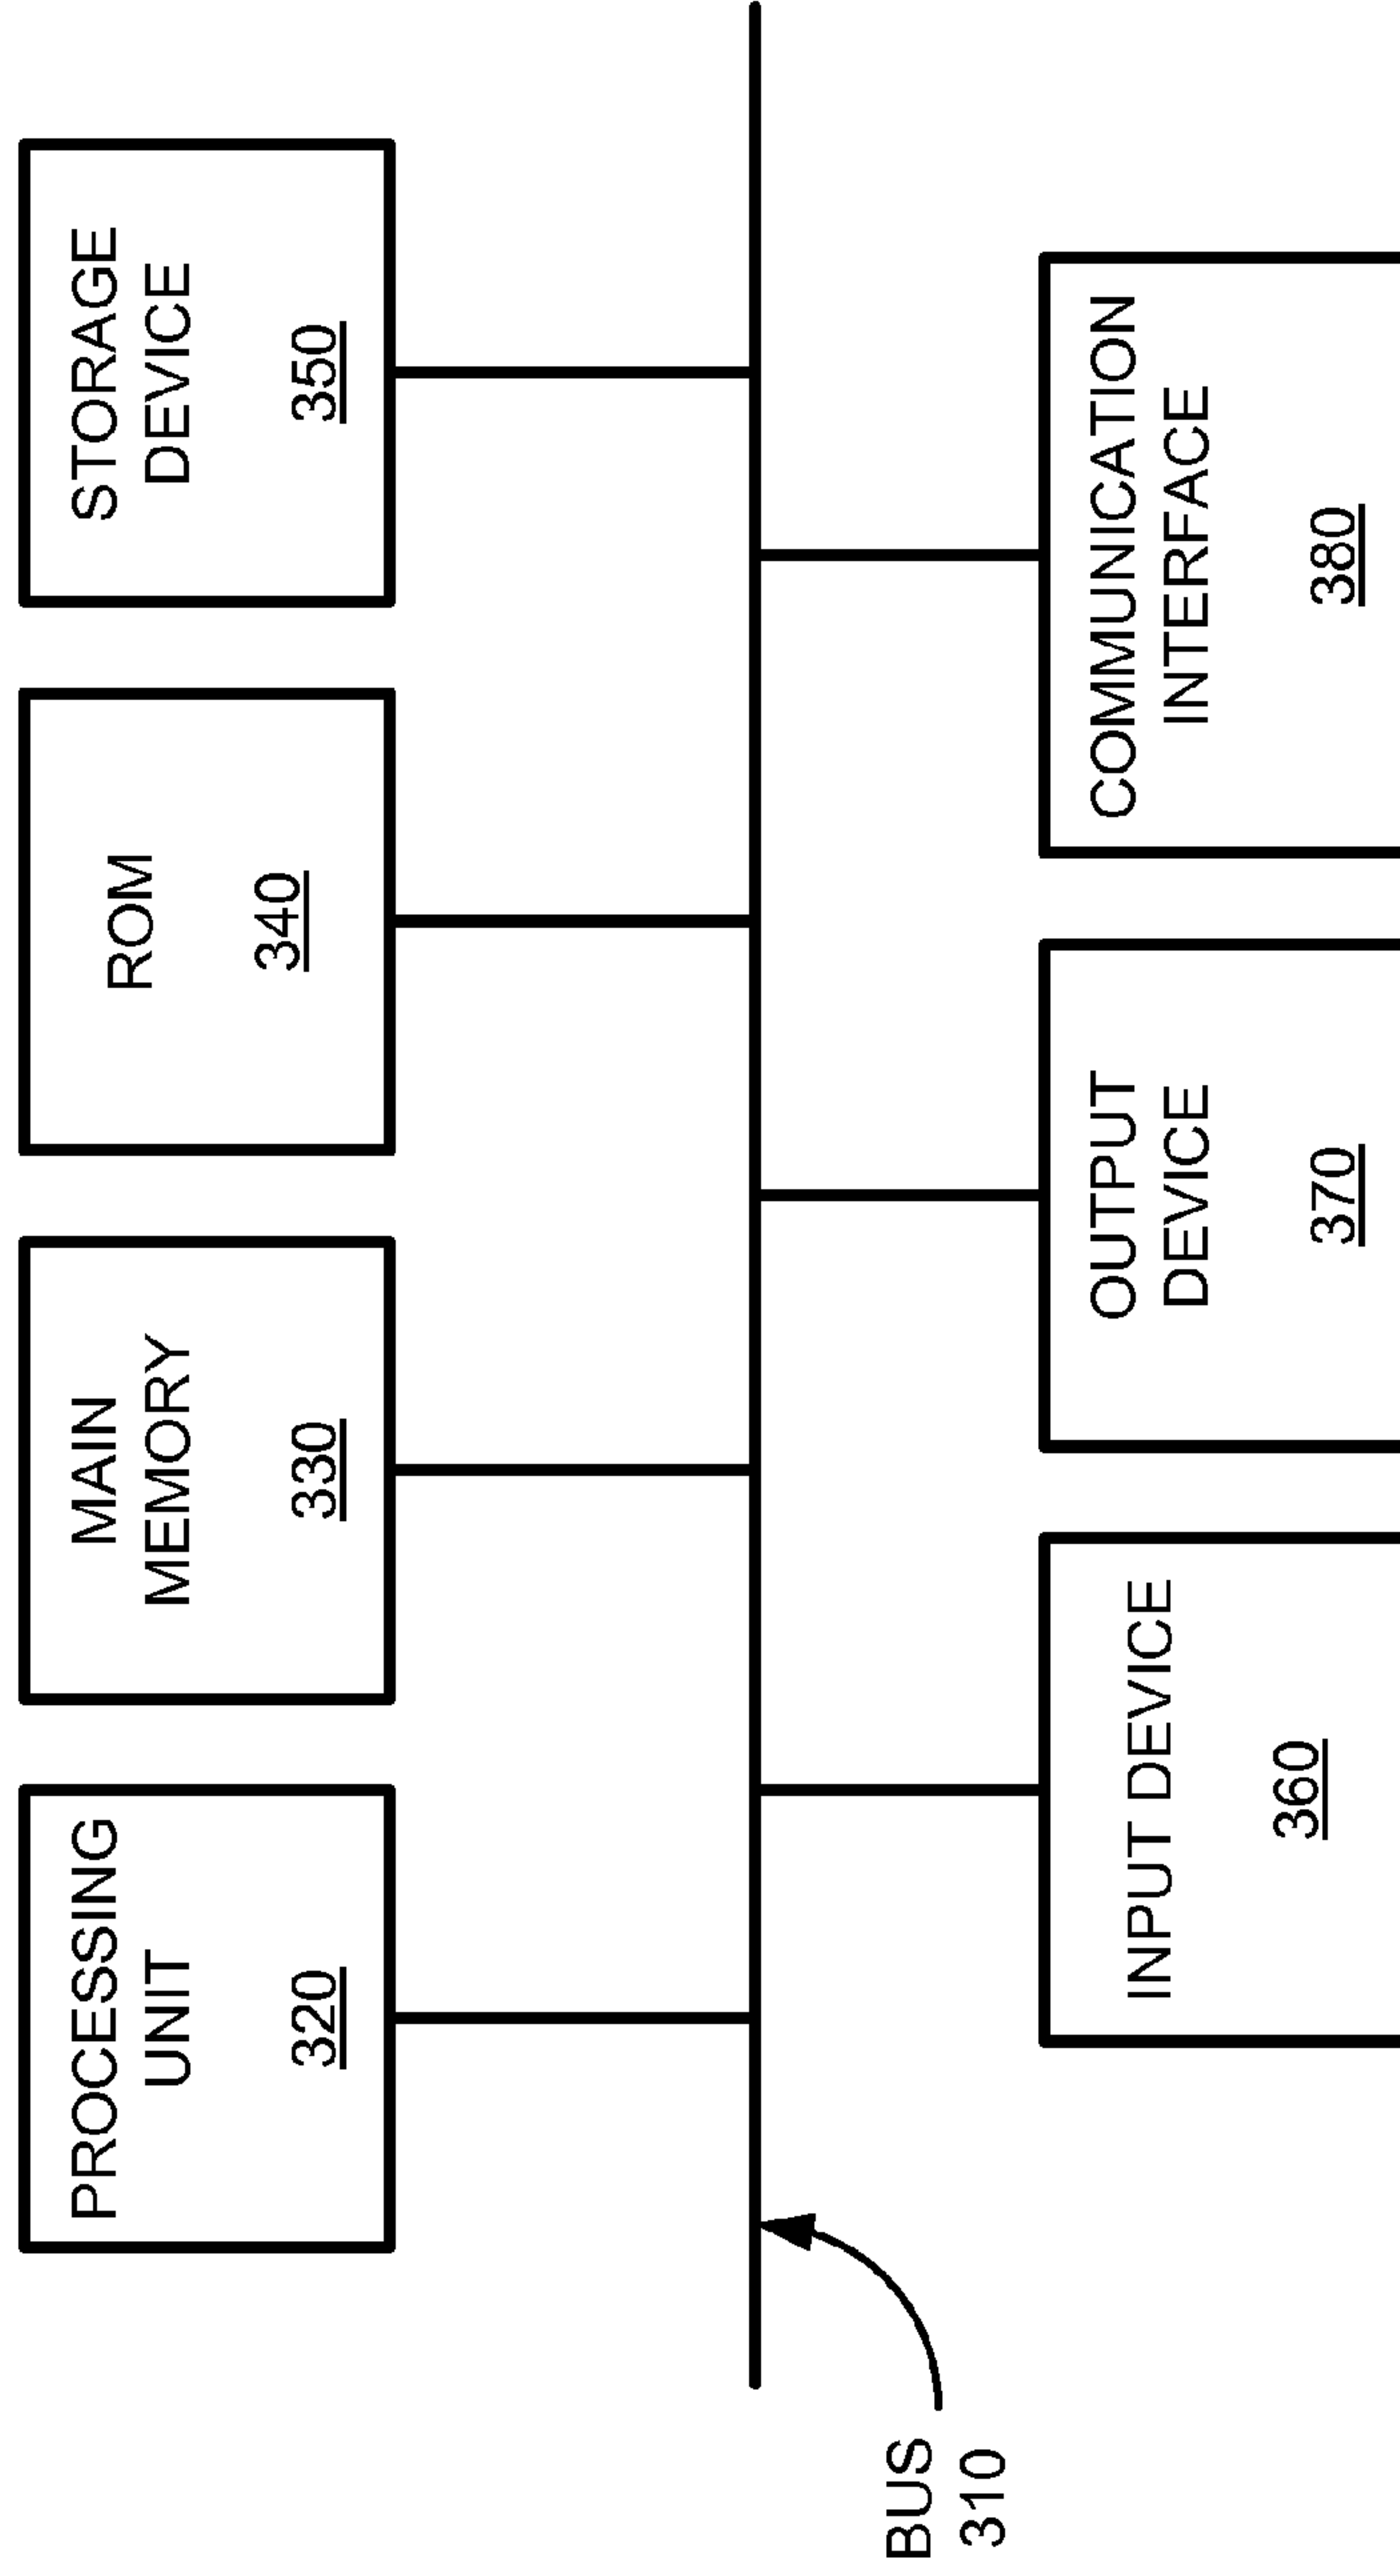 PROCESSING
UNIT
320
MAIN
MEMORY
330
ROM
340
STORAGE
DEVICE
350
BUS
310
INPUT DEVICE
360
OUTPUT
DEVICE
370
COMMUNICATION
INTERFACE
380